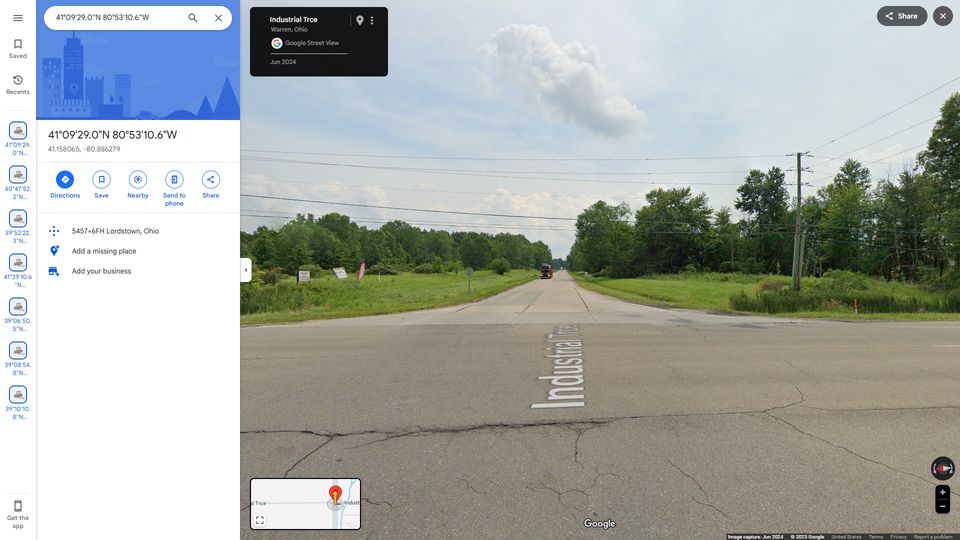 41°09'29.0"N 80°53'10.6"W
Saved
Recents
41°09'29.
0"N...
40°47'52.
2"N...
39°52'22.
3"N...
41°39'10.6
"N...
39°06'50.
5"N...
39°08'54.
8"N...
39°10'10.
8"N...
Get the
app
41°09'29.0"N 80°53'10.6"W
41.158065, -80.886279
Directions
Save
Nearby
Send to
phone
Share
5457+6FH Lordstown, Ohio
Add a missing place
Add your business
Industrial Trce
Warren, Ohio
Google Street View
Jun 2024
Share
Industrial Trce
l Trce
Indust
Google
Image capture: Jun 2024 © 2025 Google United States Terms Privacy Report a problem